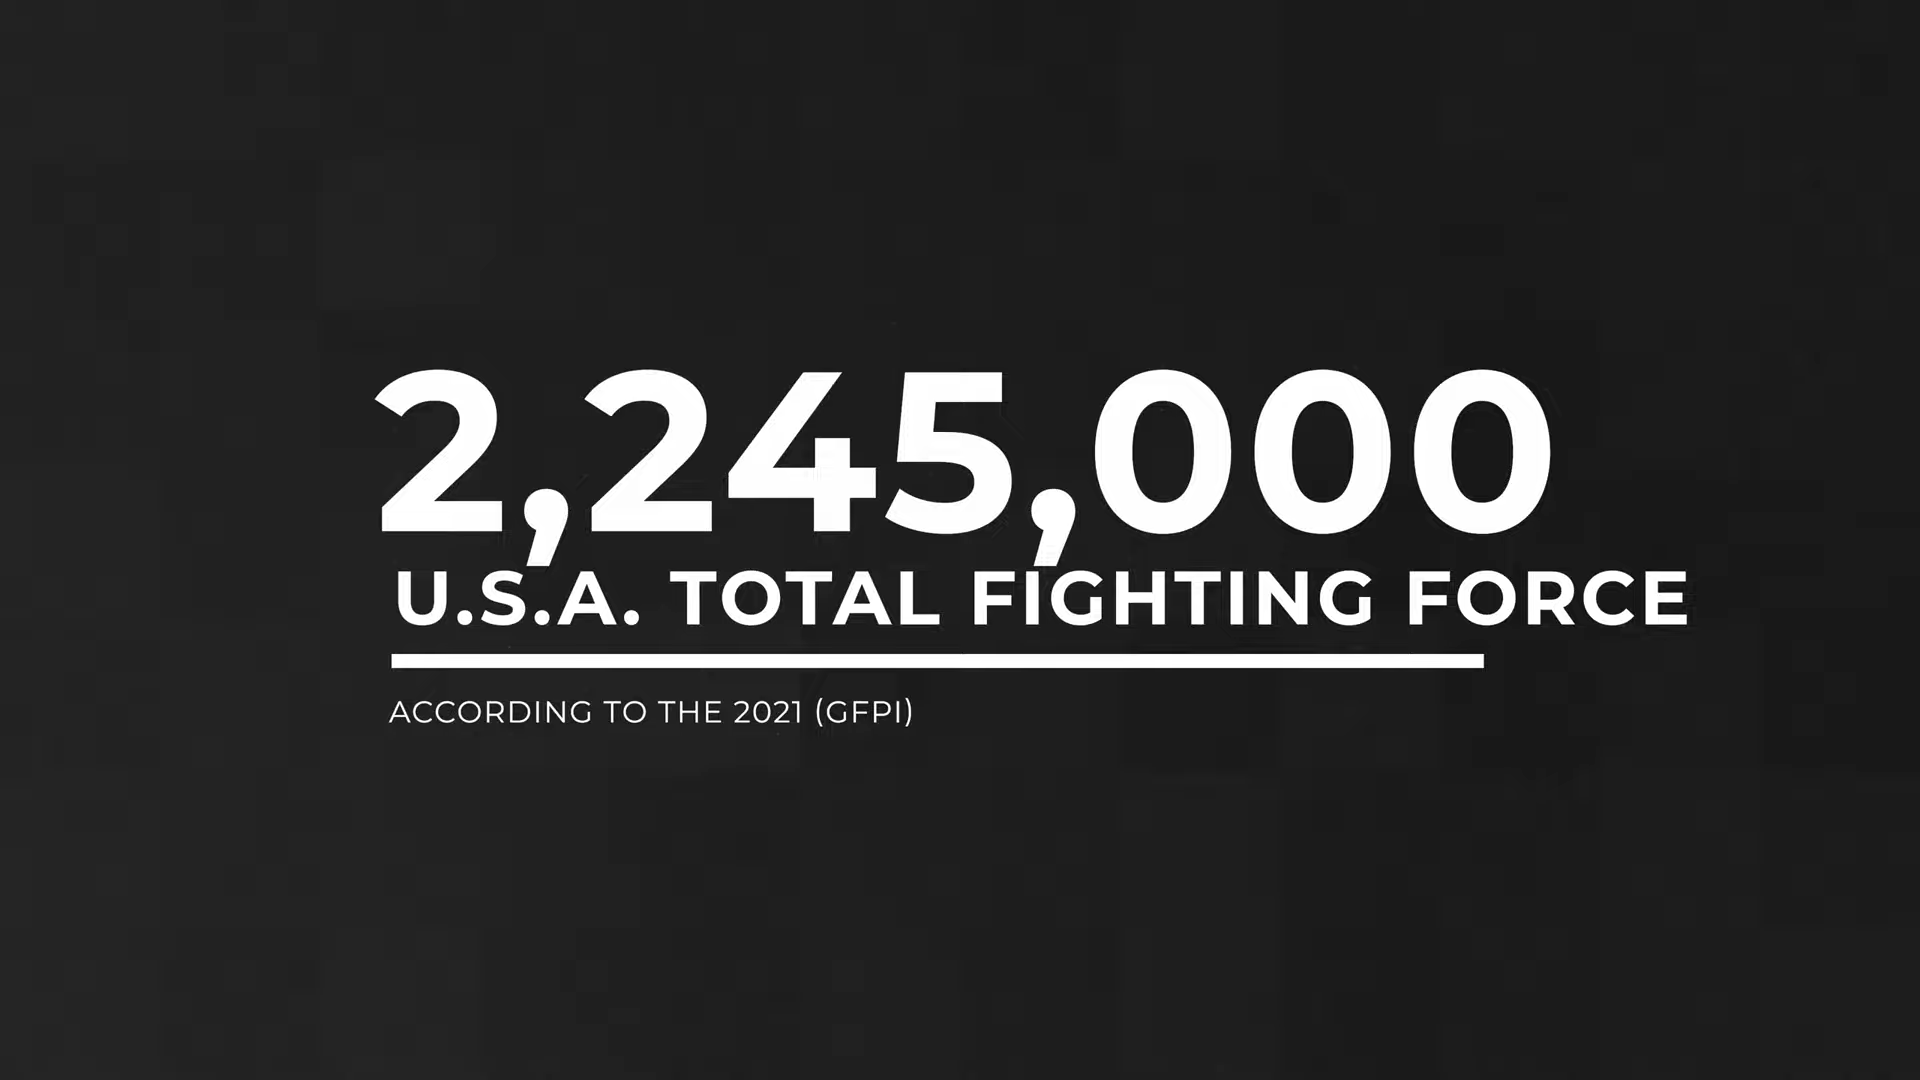 2,245,000
U.S.A. TOTAL FIGHTING FORCE
ACCORDING TO THE 2021 (GFPI)